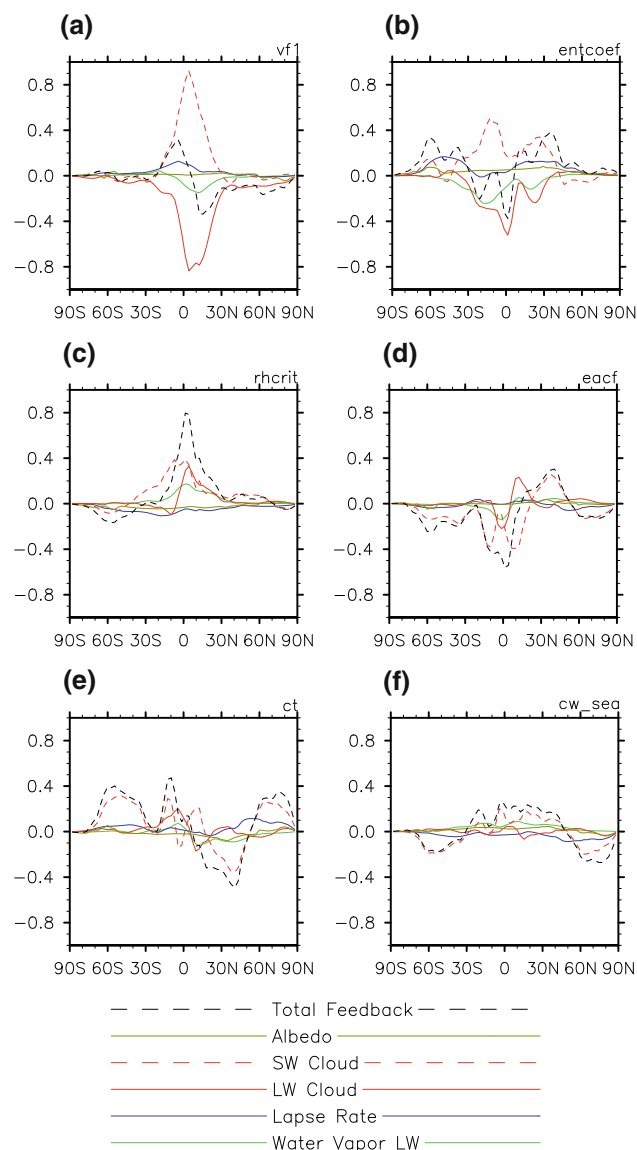 (a)
vf1
0.8
0.4
0.0
−0.4
−0.8
90S 60S 30S 0 30N 60N 90N
(b)
entcoef
0.8
0.4
0.0
−0.4
−0.8
90S 60S 30S 0 30N 60N 90N
(c)
rhcrit
0.8
0.4
0.0
−0.4
−0.8
90S 60S 30S 0 30N 60N 90N
(d)
eacf
0.8
0.4
0.0
−0.4
−0.8
90S 60S 30S 0 30N 60N 90N
(e)
ct
0.8
0.4
0.0
−0.4
−0.8
90S 60S 30S 0 30N 60N 90N
(f)
cw_sea
0.8
0.4
0.0
−0.4
−0.8
90S 60S 30S 0 30N 60N 90N
Total Feedback
Albedo
SW Cloud
LW Cloud
Lapse Rate
Water Vapor LW